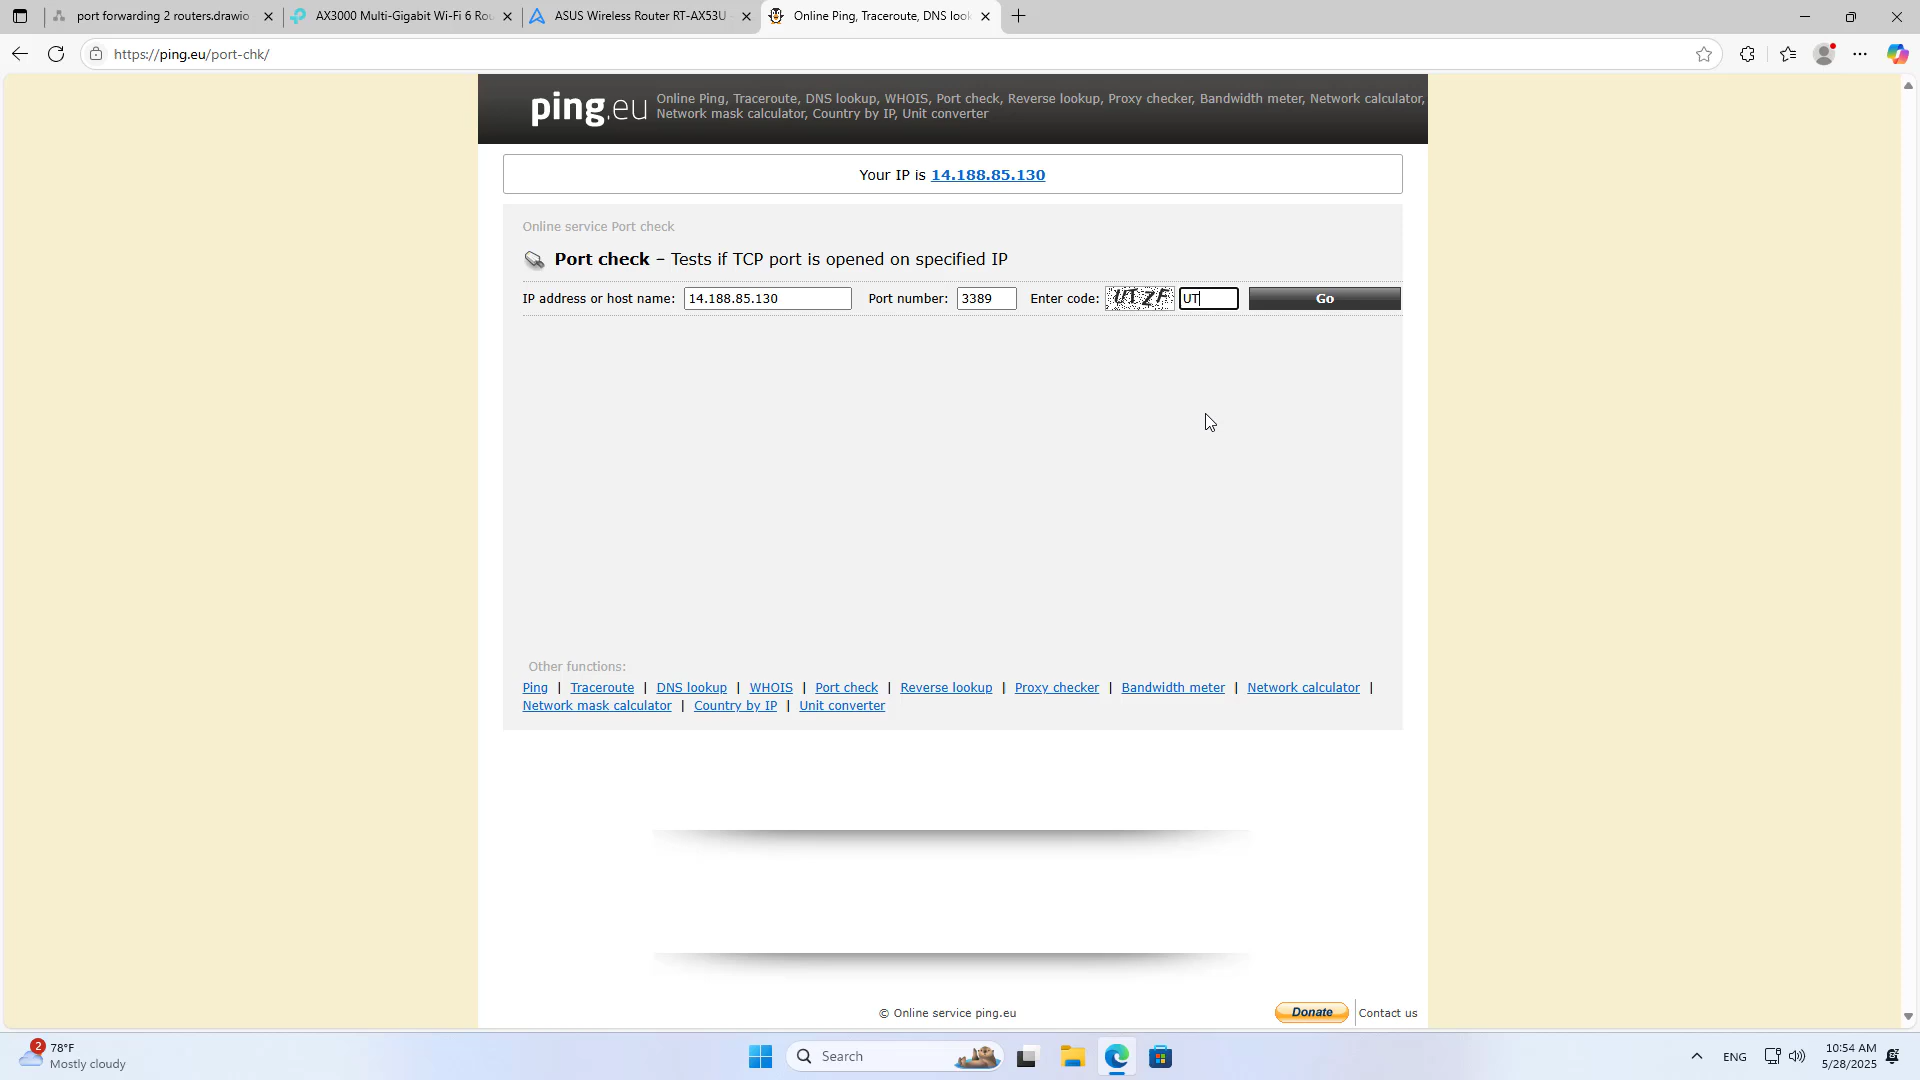 port forwarding 2 routers.drawio
AX3000 Multi-Gigabit Wi-Fi 6 Rou
ASUS Wireless Router RT-AX53U
Online Ping, Traceroute, DNS look
https://ping.eu/port-chk/
ping.eu
Online Ping, Traceroute, DNS lookup, WHOIS, Port check, Reverse lookup, Proxy checker, Bandwidth meter, Network calculator,
Network mask calculator, Country by IP, Unit converter
Your IP is 14.188.85.130
Online service Port check
Port check – Tests if TCP port is opened on specified IP
IP address or host name: 14.188.85.130 Port number: 3389 Enter code: UTZF UT Go
Other functions:
Ping | Traceroute | DNS lookup | WHOIS | Port check | Reverse lookup | Proxy checker | Bandwidth meter | Network calculator |
Network mask calculator | Country by IP | Unit converter
© Online service ping.eu
Donate
Contact us
2
78°F
Mostly cloudy
Search
ENG
10:54 AM
5/28/2025